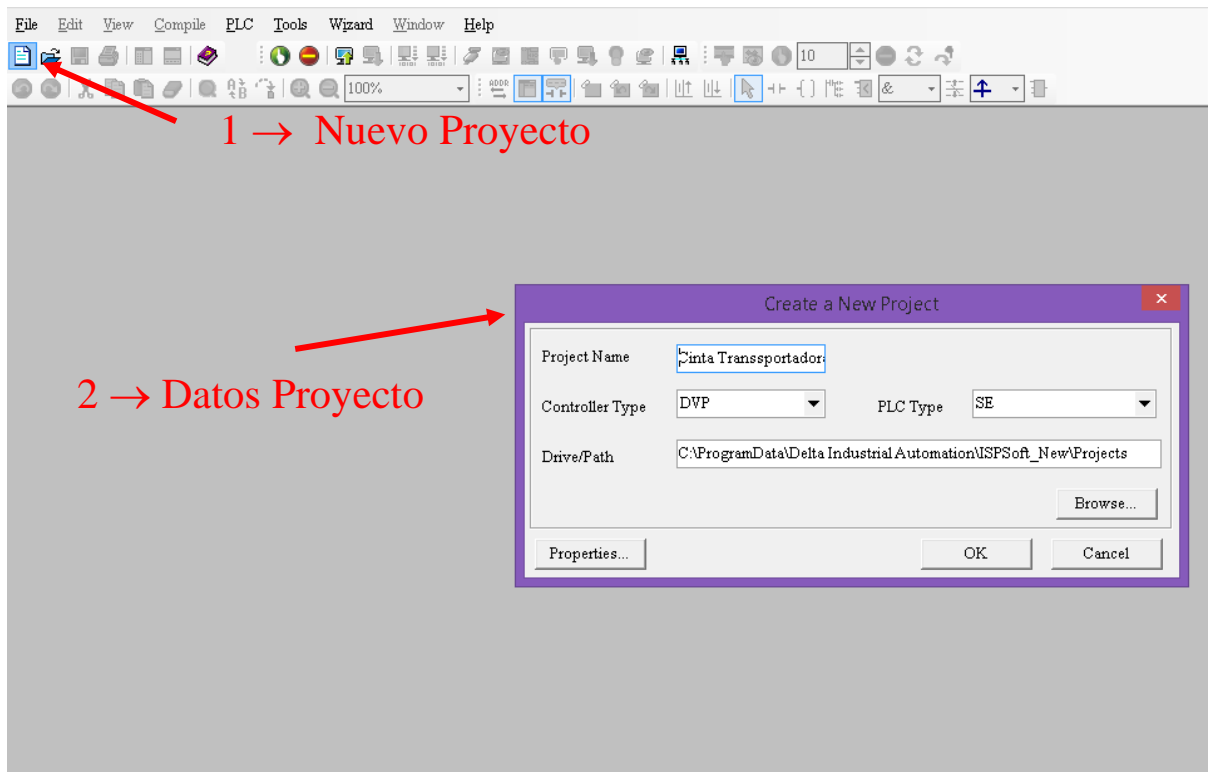 File Edit View Compile PLC Tools Wizard Window Help
10
100% ADDR &
1 → Nuevo Proyecto
Create a New Project
Project Name Cinta Transsportadora
Controller Type DVP PLC Type SE
2 → Datos Proyecto
Drive/Path C:\ProgramData\Delta Industrial Automation\ISPSoft_New\Projects
Browse...
Properties... OK Cancel